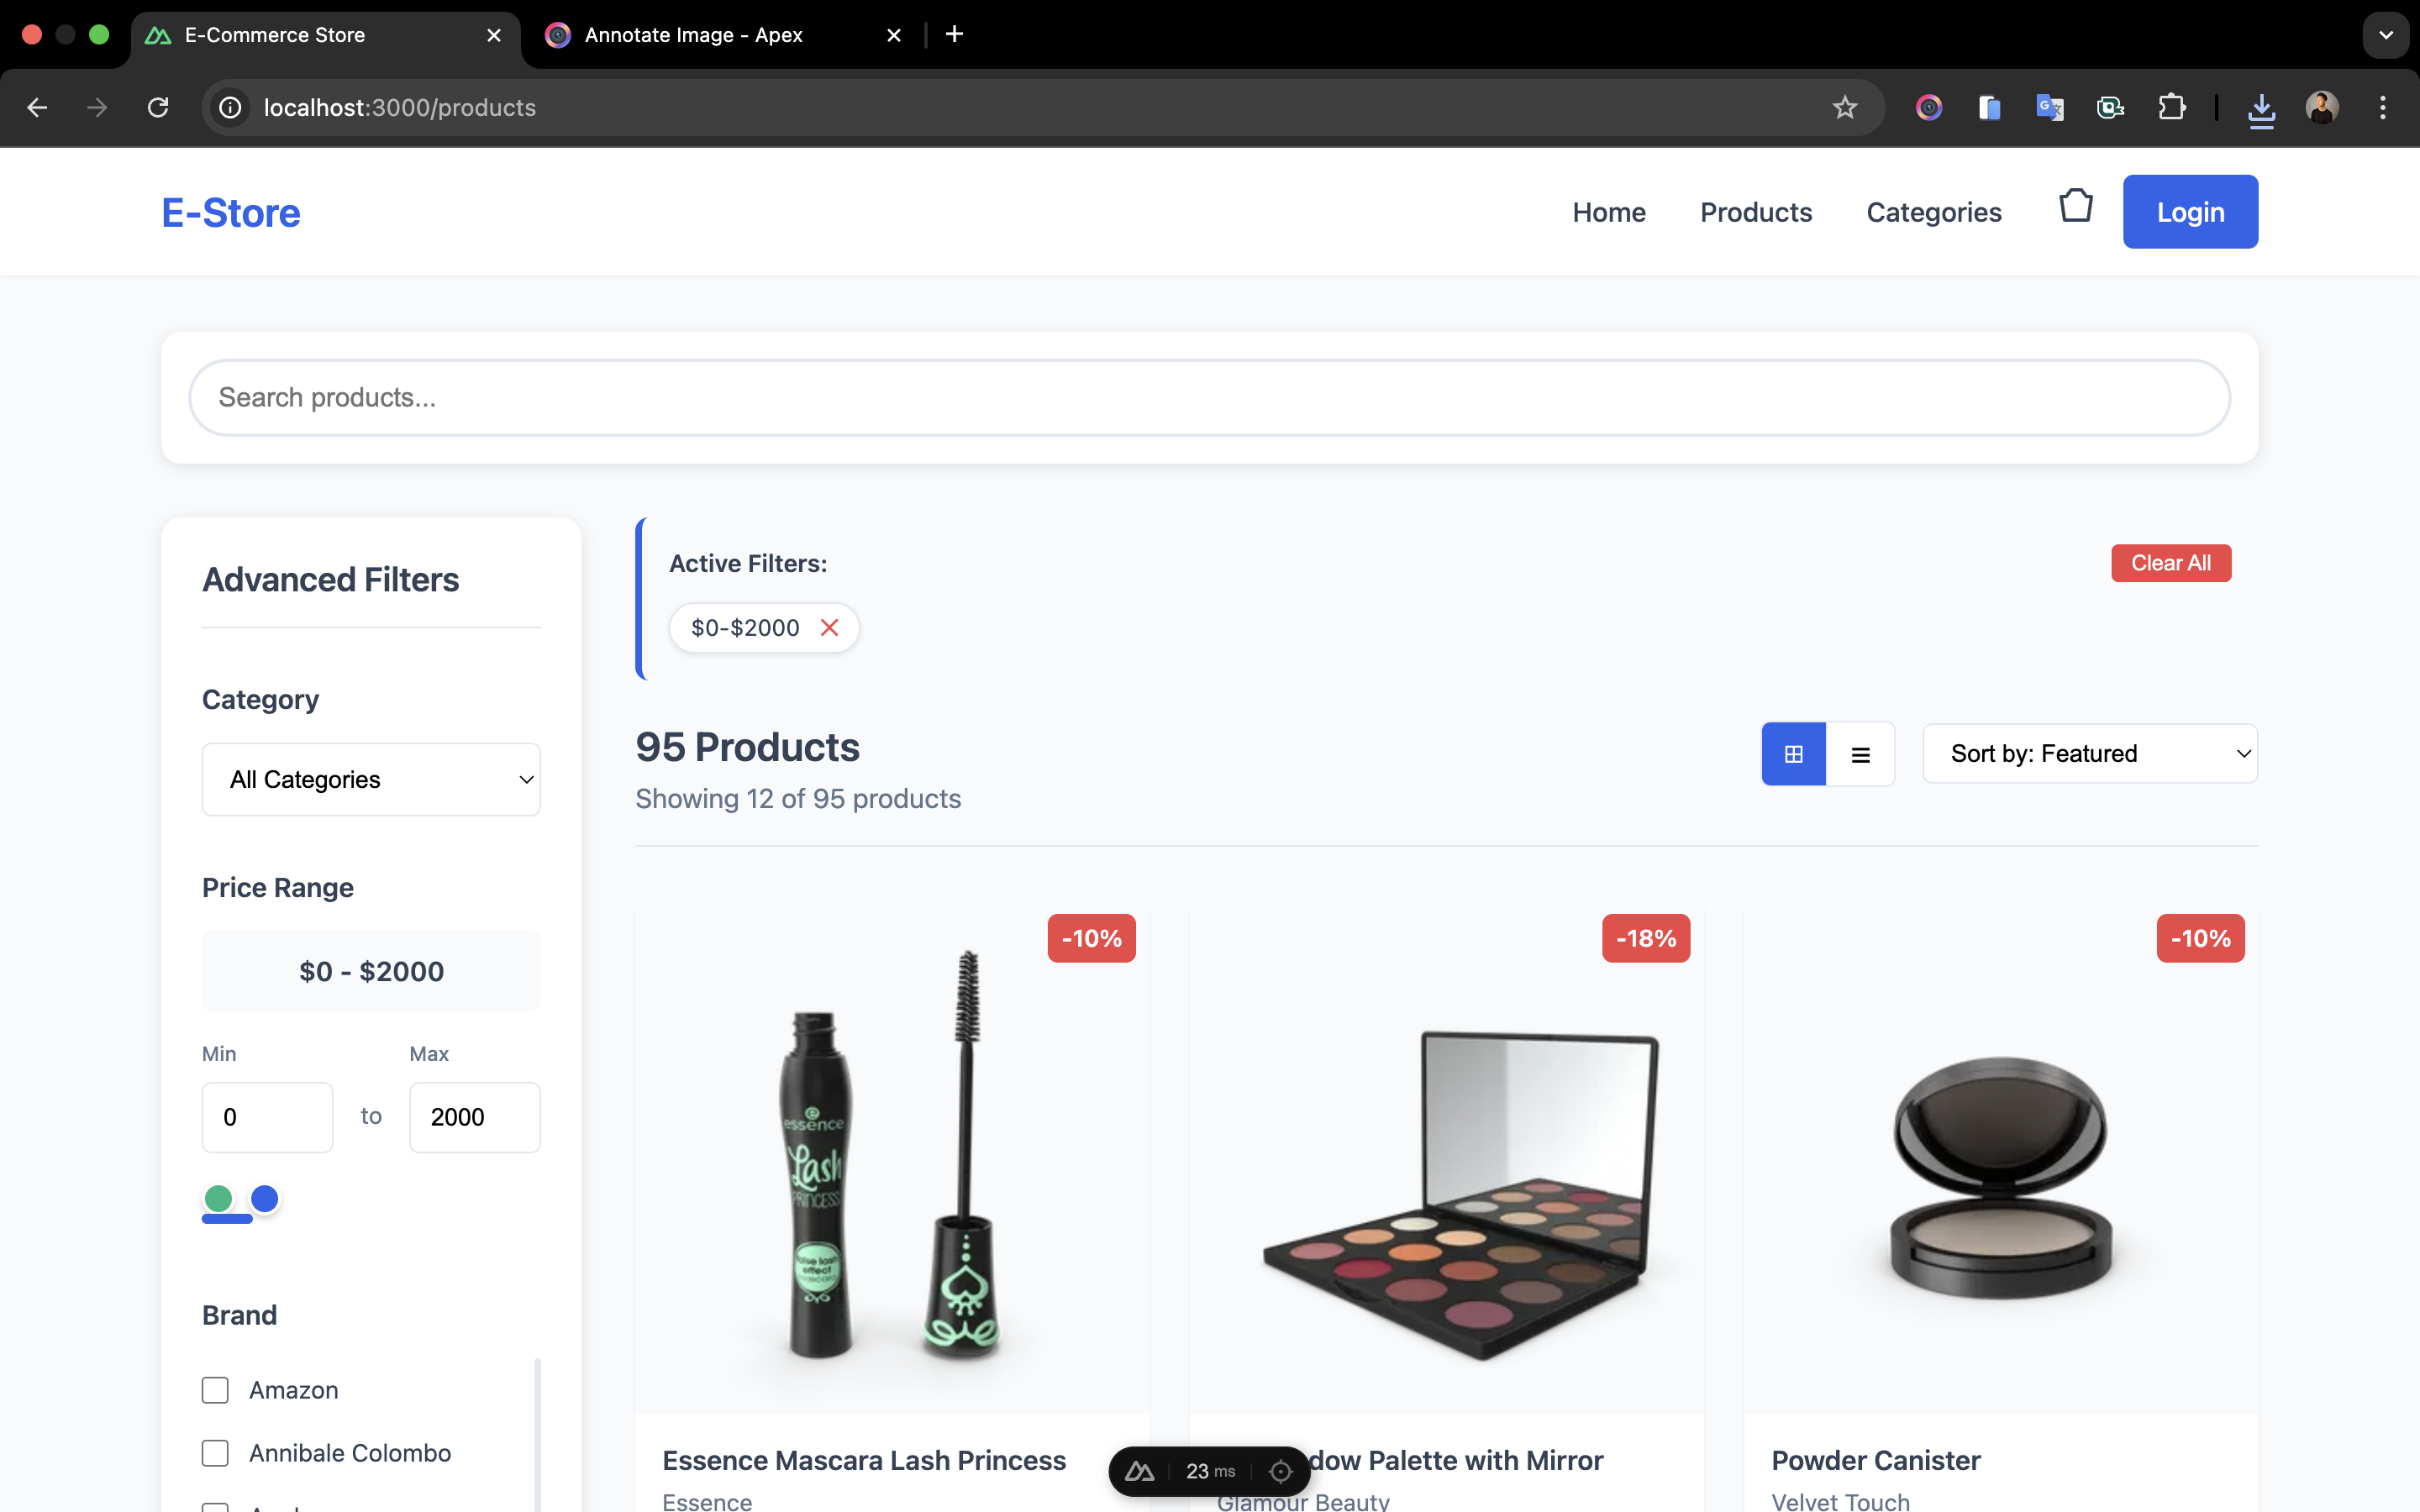 E-Commerce Store
Annotate Image - Apex
localhost:3000/products
E-Store
Home
Products
Categories
Login
Search products...
Advanced Filters
Category
All Categories
Price Range
$0 - $2000
Min
Max
0
to
2000
Brand
Amazon
Annibale Colombo
Active Filters:
Clear All
$0-$2000
95 Products
Showing 12 of 95 products
Sort by: Featured
-10%
-18%
-10%
essence
Lash
PRINCESS
false lash
effect
Essence Mascara Lash Princess
Essence
dow Palette with Mirror
Glamour Beauty
Powder Canister
Velvet Touch
23 ms